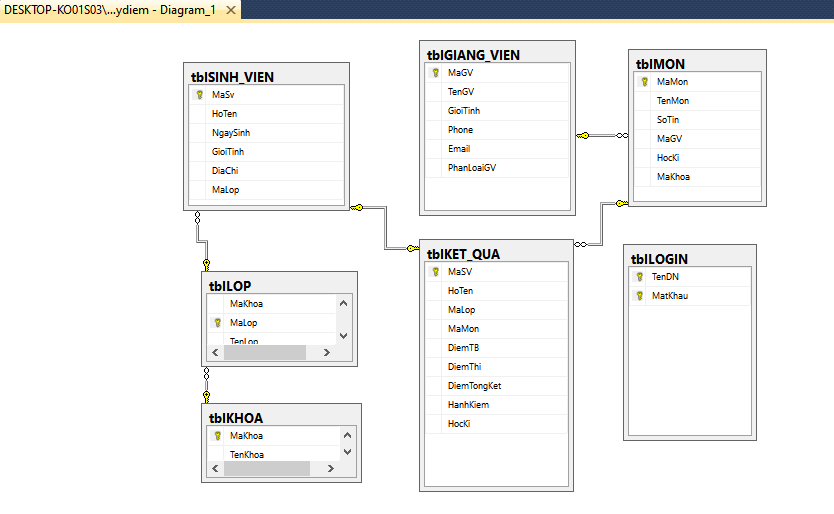 DESKTOP-KO01S03\...ydiem - Diagram_1
tblSINH_VIEN
MaSv
HoTen
NgaySinh
GioiTinh
DiaChi
MaLop
tblGIANG_VIEN
MaGV
TenGV
GioiTinh
Phone
Email
PhanLoaiGV
tblMON
MaMon
TenMon
SoTin
MaGV
HocKi
MaKhoa
tblLOP
MaKhoa
MaLop
TenLop
tblKHOA
MaKhoa
TenKhoa
tblKET_QUA
MaSV
HoTen
MaLop
MaMon
DiemTB
DiemThi
DiemTongKet
HanhKiem
HocKi
tblLOGIN
TenDN
MatKhau